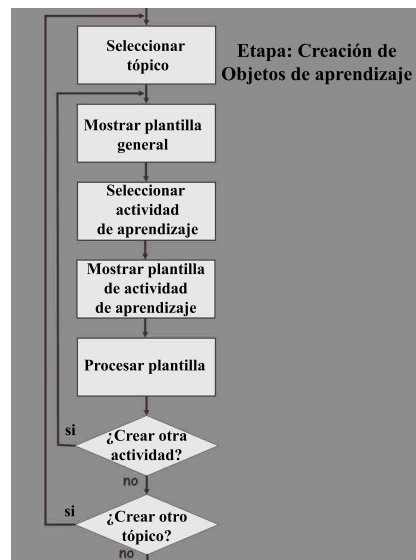 Seleccionar
tópico
Etapa: Creación de
Objetos de aprendizaje
Mostrar plantilla
general
Seleccionar
actividad
de aprendizaje
Mostrar plantilla
de actividad
de aprendizaje
Procesar plantilla
¿Crear otra
actividad?
si
no
¿Crear otro
tópico?
si
no